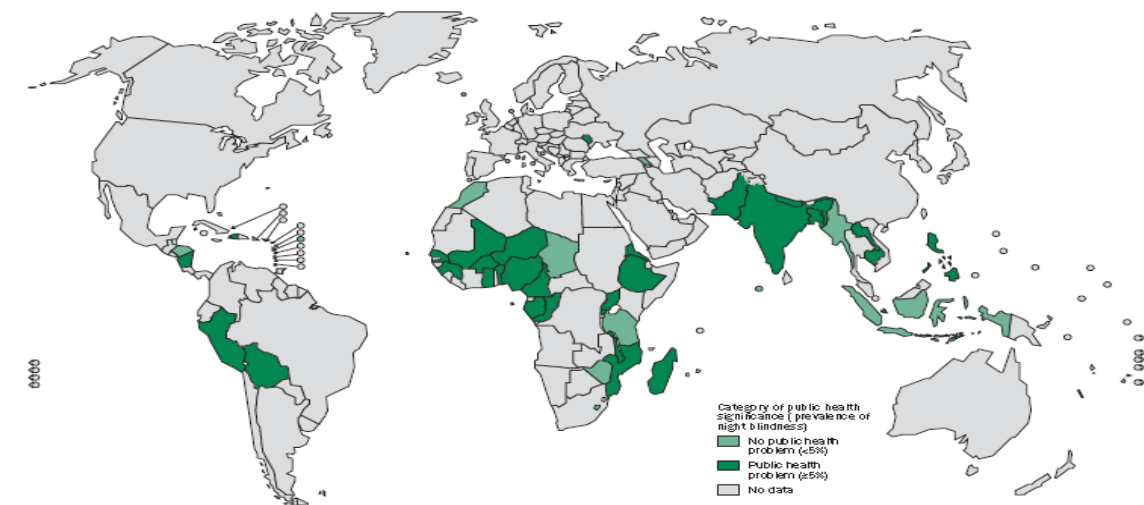 Category of public health
significance ( prevalence of
night blindness)
No public health
problem (<5%)
Public health
problem (≥5%)
No data